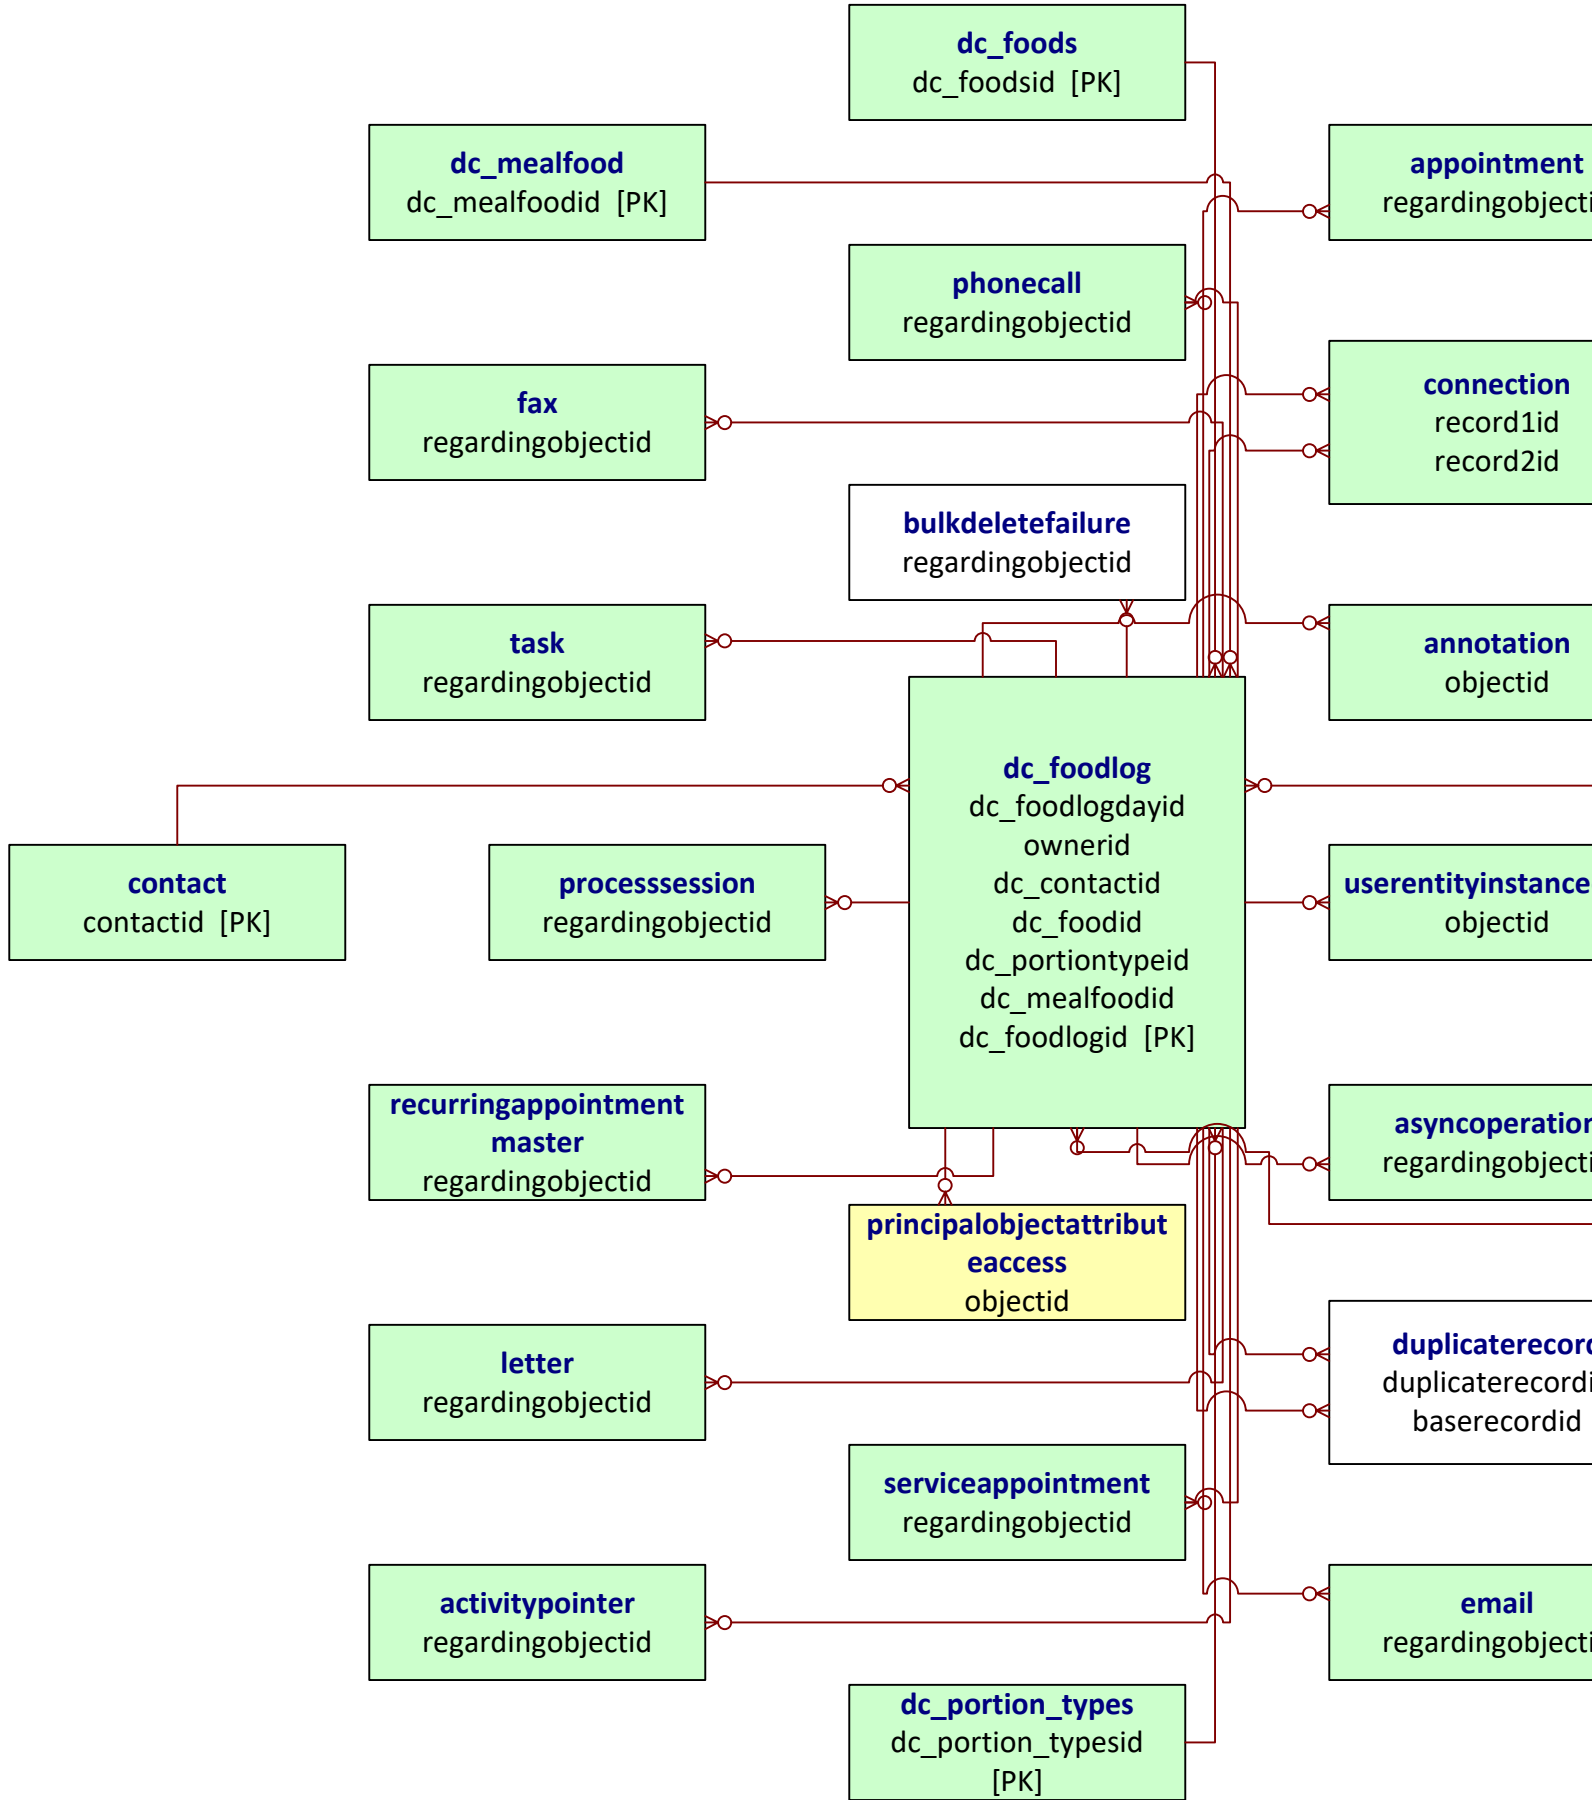 dc_foods
dc_foodsid [PK]
dc_mealfood
dc_mealfoodid [PK]
appointment
regardingobjecti
phonecall
regardingobjectid
connection
record1id
record2id
fax
regardingobjectid
bulkdeletefailure
regardingobjectid
task
regardingobjectid
annotation
objectid
dc_foodlog
dc_foodlogdayid
ownerid
dc_contactid
dc_foodid
dc_portiontypeid
dc_mealfoodid
dc_foodlogid [PK]
contact
contactid [PK]
processsession
regardingobjectid
userentityinstance
objectid
recurringappointment
master
regardingobjectid
asyncoperation
regardingobjecti
principalobjectattribut
eaccess
objectid
letter
regardingobjectid
duplicaterecord
duplicaterecordi
baserecordid
serviceappointment
regardingobjectid
activitypointer
regardingobjectid
email
regardingobjecti
dc_portion_types
dc_portion_typesid
[PK]